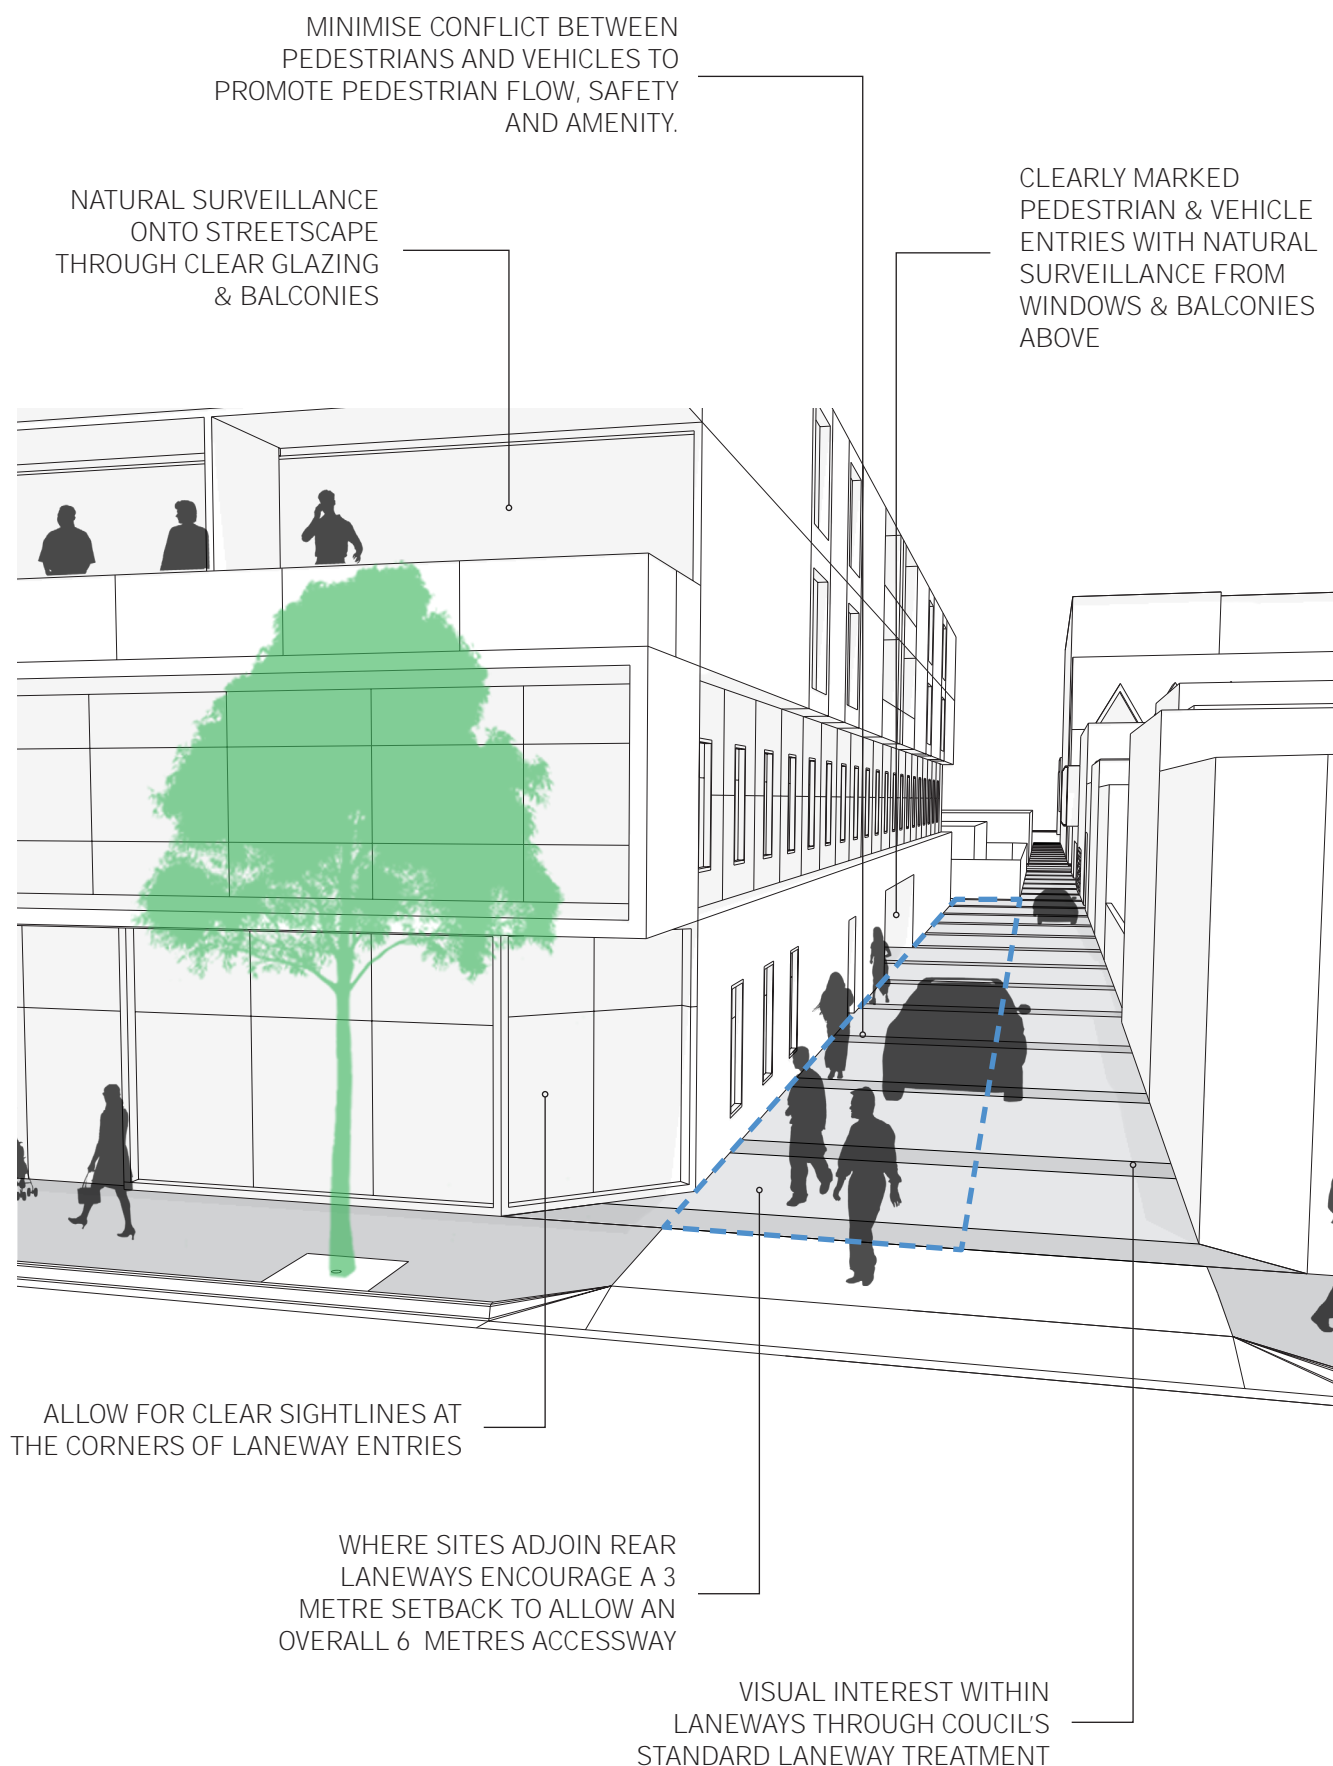 MINIMISE CONFLICT BETWEEN
PEDESTRIANS AND VEHICLES TO
PROMOTE PEDESTRIAN FLOW, SAFETY
AND AMENITY.
NATURAL SURVEILLANCE
ONTO STREETSCAPE
THROUGH CLEAR GLAZING
& BALCONIES
CLEARLY MARKED
PEDESTRIAN & VEHICLE
ENTRIES WITH NATURAL
SURVEILLANCE FROM
WINDOWS & BALCONIES
ABOVE
ALLOW FOR CLEAR SIGHTLINES AT
THE CORNERS OF LANEWAY ENTRIES
WHERE SITES ADJOIN REAR
LANEWAYS ENCOURAGE A 3
METRE SETBACK TO ALLOW AN
OVERALL 6 METRES ACCESSWAY
VISUAL INTEREST WITHIN
LANEWAYS THROUGH COUCIL'S
STANDARD LANEWAY TREATMENT